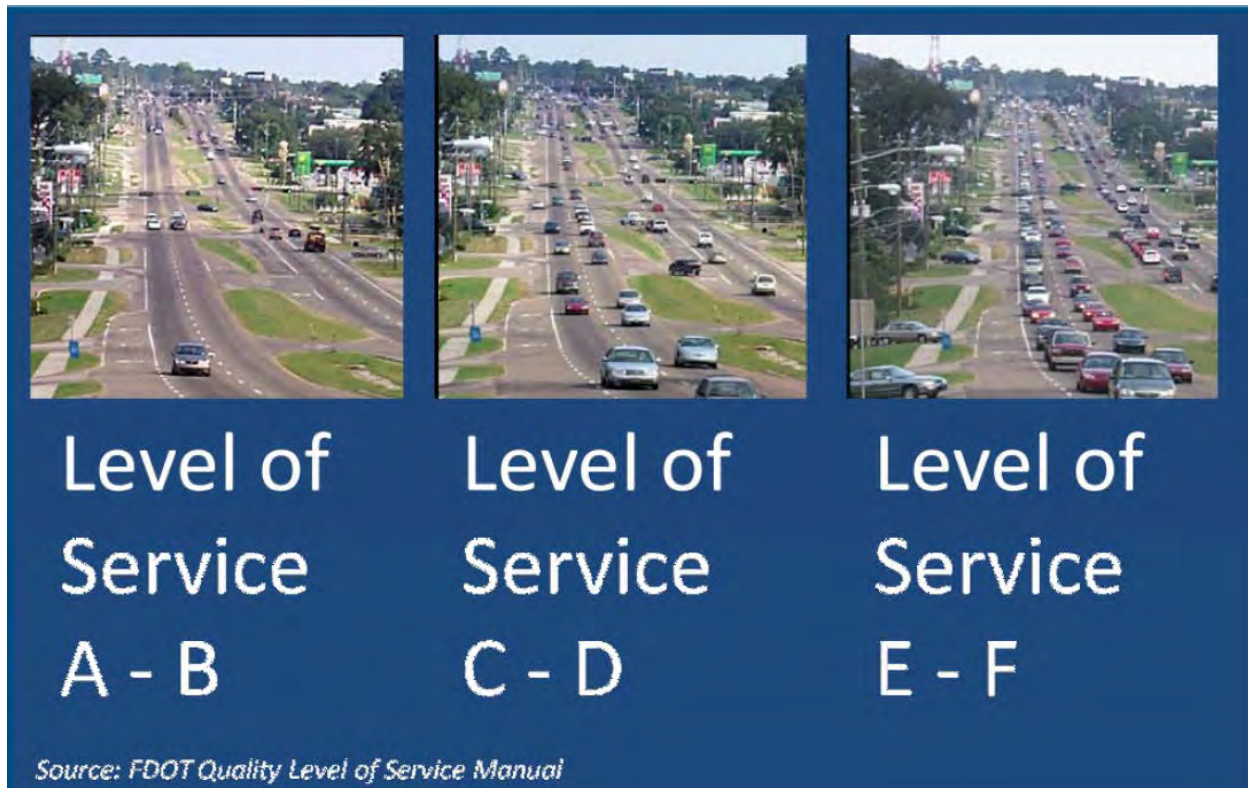 Level of
Service
A - B
Level of
Service
C - D
Level of
Service
E - F
Source: FDOT Quality Level of Service Manual